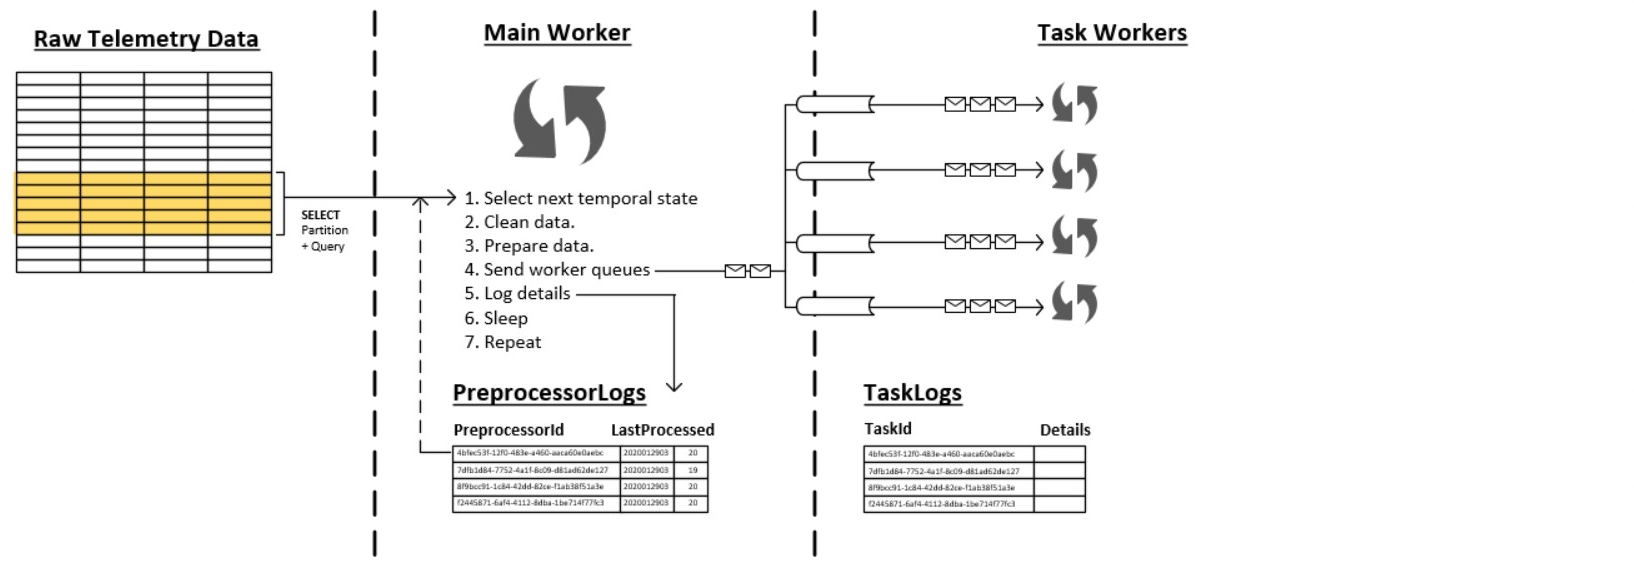 Raw Telemetry Data
SELECT
Partition
+ Query
Main Worker
1. Select next temporal state
2. Clean data.
3. Prepare data.
4. Send worker queues
5. Log details
6. Sleep
7. Repeat
PreprocessorLogs
PreprocessorId LastProcessed
4bfec53f-12f0-483e-a460-aaca60e0aebc 2020012903 20
7dfb1d84-7752-4a1f-8c09-d81ad62de127 2020012903 19
8f9bcc91-1c84-42dd-82ce-f1ab38f51a3e 2020012903 20
f2445871-6af4-4112-8dba-1be714f77fc3 2020012903 20
Task Workers
TaskLogs
TaskId Details
4bfec53f-12f0-483e-a460-aaca60e0aebc
7dfb1d84-7752-4a1f-8c09-d81ad62de127
8f9bcc91-1c84-42dd-82ce-f1ab38f51a3e
f2445871-6af4-4112-8dba-1be714f77fc3